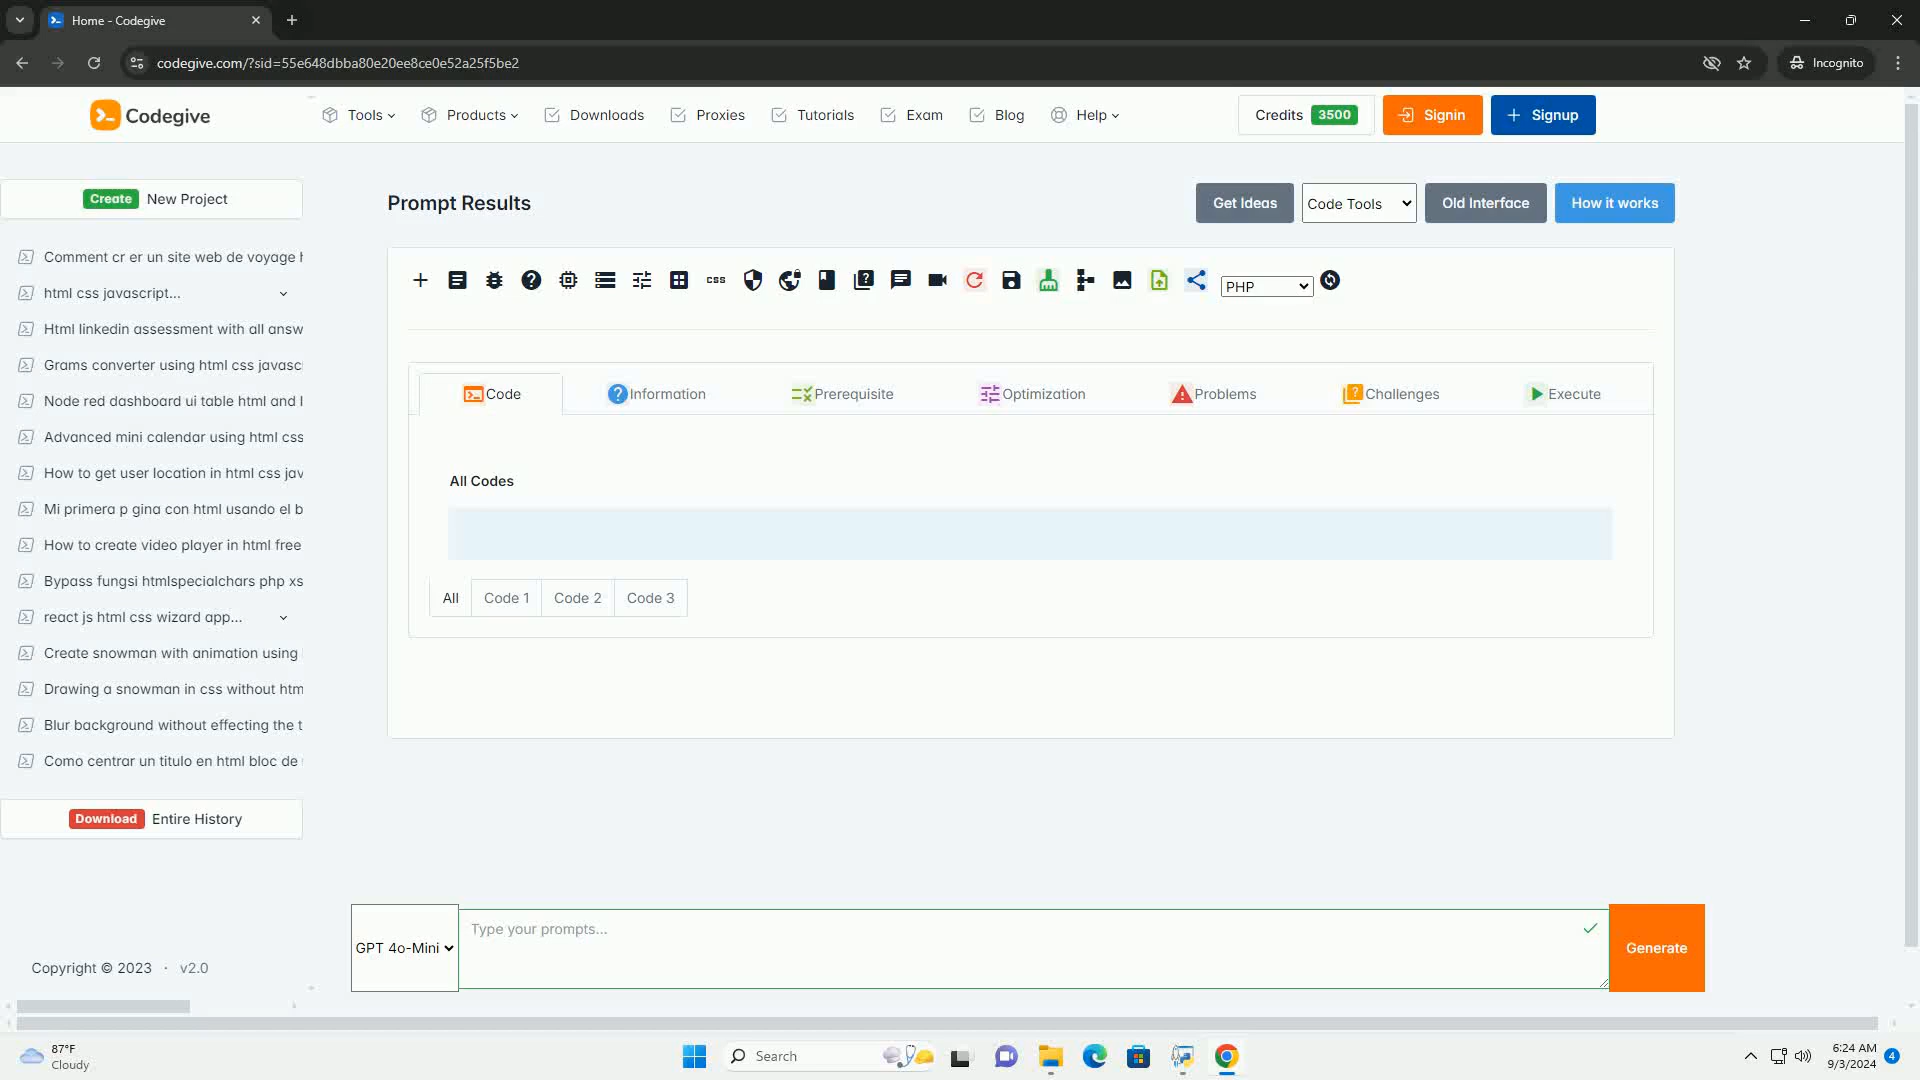 Home - Codegive
codegive.com/?sid=55e648dbba80e20ee8ce0e52a25f5be2
Incognito
Codegive
Tools
Products
Downloads
Proxies
Tutorials
Exam
Blog
Help
Credits 3500
Signin
Signup
Create New Project
Comment cr er un site web de voyage h
html css javascript...
Html linkedin assessment with all answ
Grams converter using html css javasc
Node red dashboard ui table html and
Advanced mini calendar using html css
How to get user location in html css jav
Mi primera p gina con html usando el b
How to create video player in html free
Bypass fungsi htmlspecialchars php xs
react js html css wizard app...
Create snowman with animation using
Drawing a snowman in css without htm
Blur background without effecting the t
Como centrar un titulo en html bloc de
Download Entire History
Copyright © 2023 · v2.0
Prompt Results
Get Ideas
Code Tools
Old Interface
How it works
css
PHP
Code
Information
Prerequisite
Optimization
Problems
Challenges
Execute
All Codes
All
Code 1
Code 2
Code 3
GPT 4o-Mini
Type your prompts...
Generate
87°F
Cloudy
Search
6:24 AM
9/3/2024
4